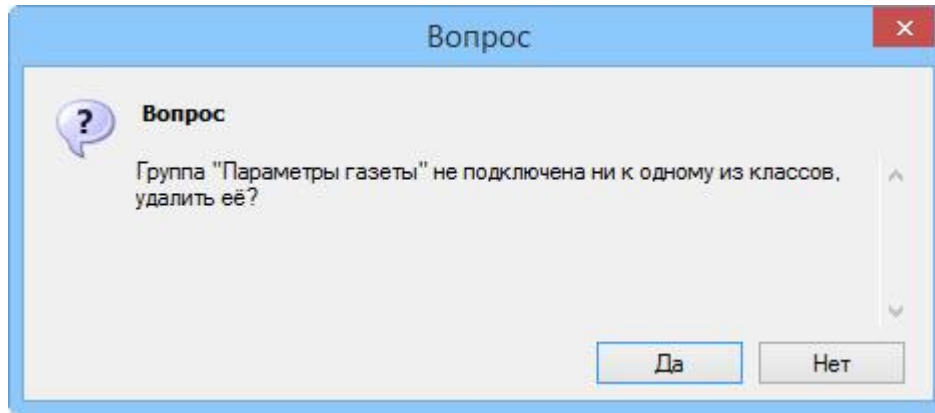 Вопрос
Вопрос
Группа "Параметры газеты" не подключена ни к одному из классов,
удалить её?
Да
Нет